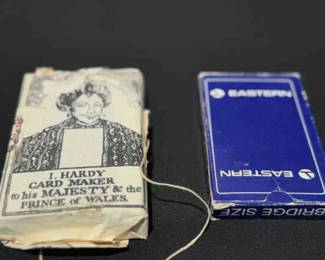 I. HARDY
CARD MAKER
to his MAJESTY & the
PRINCE of WALES.
EASTERN
EASTERN
BRIDGE SIZE